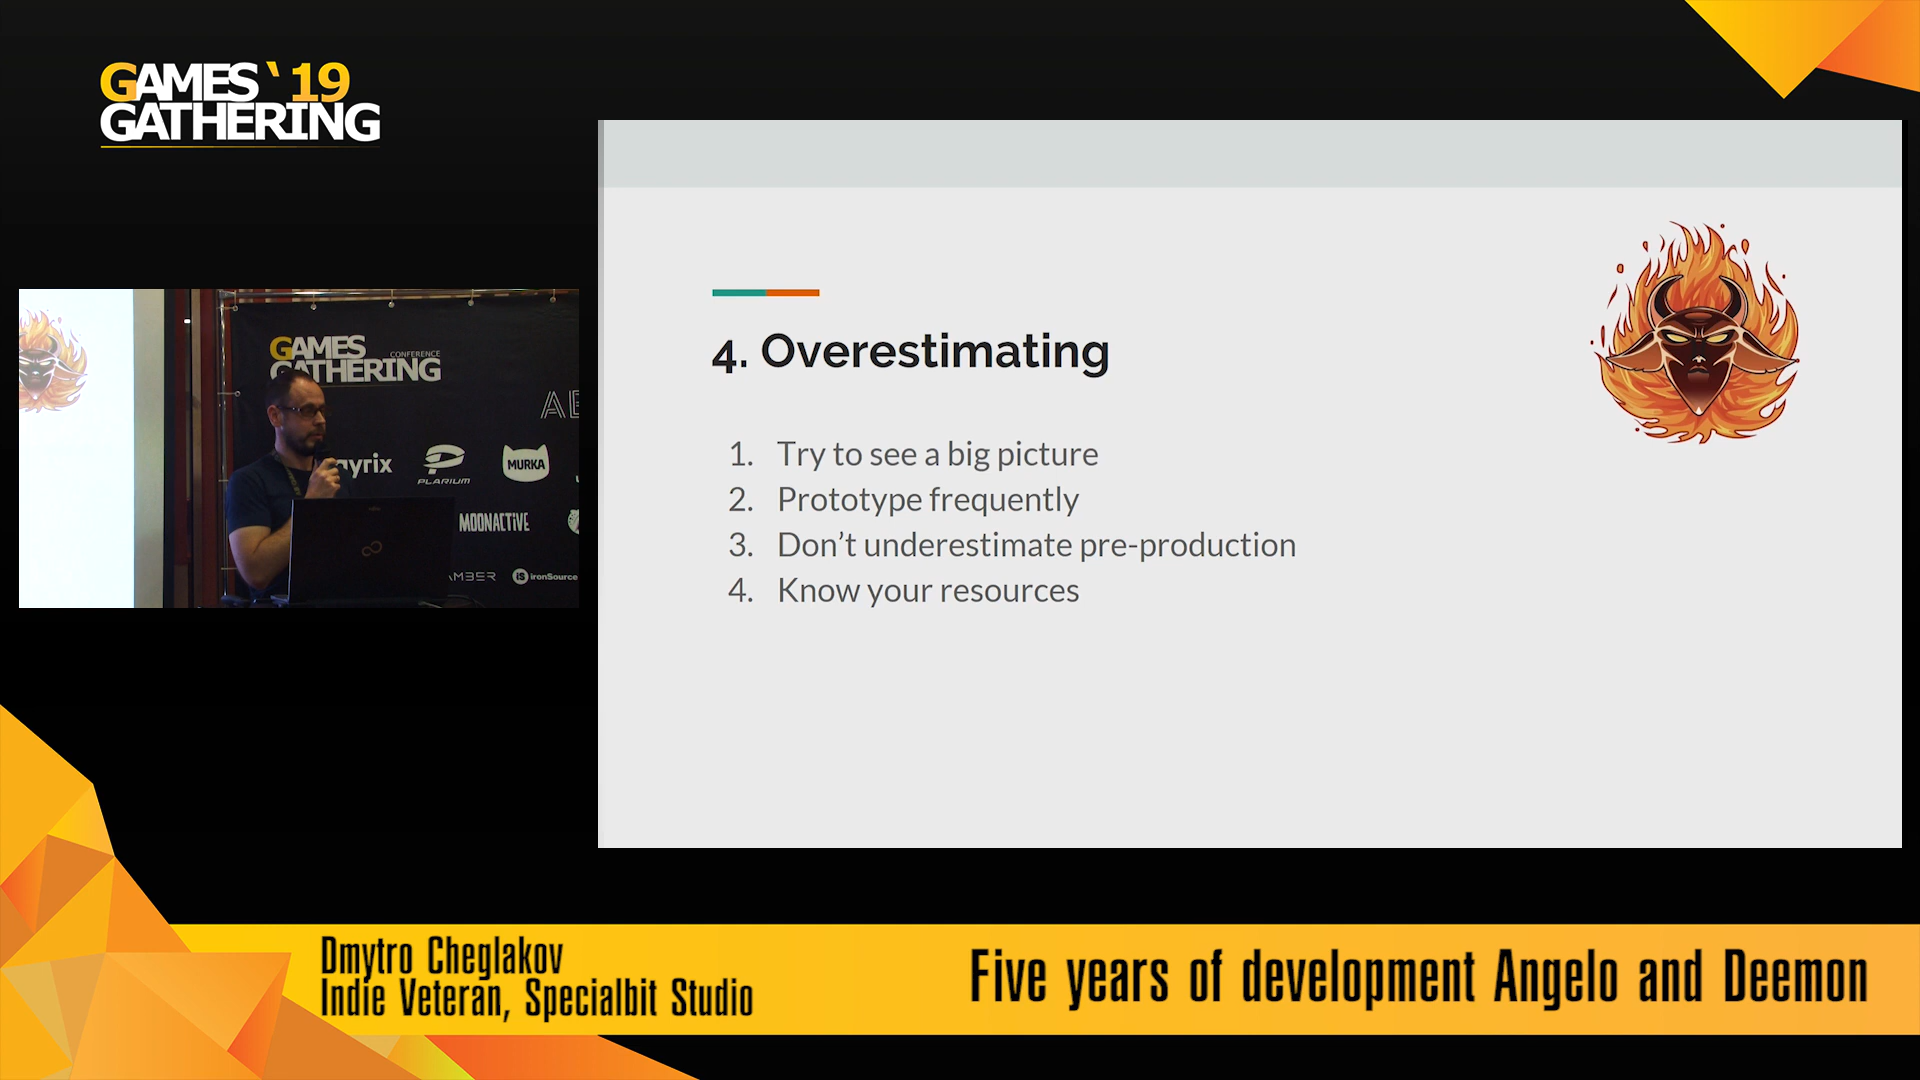 GAMES `19
GATHERING
GAMES
CONFERENCE
GATHERING
PLARIUM
MURKA
MOONACTIVE
ironSource
4. Overestimating
1. Try to see a big picture
2. Prototype frequently
3. Don’t underestimate pre-production
4. Know your resources
Dmytro Cheglakov
Indie Veteran, Specialbit Studio
Five years of development Angelo and Deemon